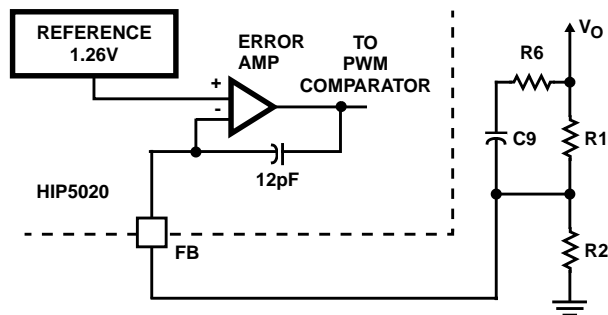 REFERENCE
1.26V
ERROR
AMP
TO
PWM
COMPARATOR
+
-
12pF
HIP5020
FB
VO
R6
C9
R1
R2